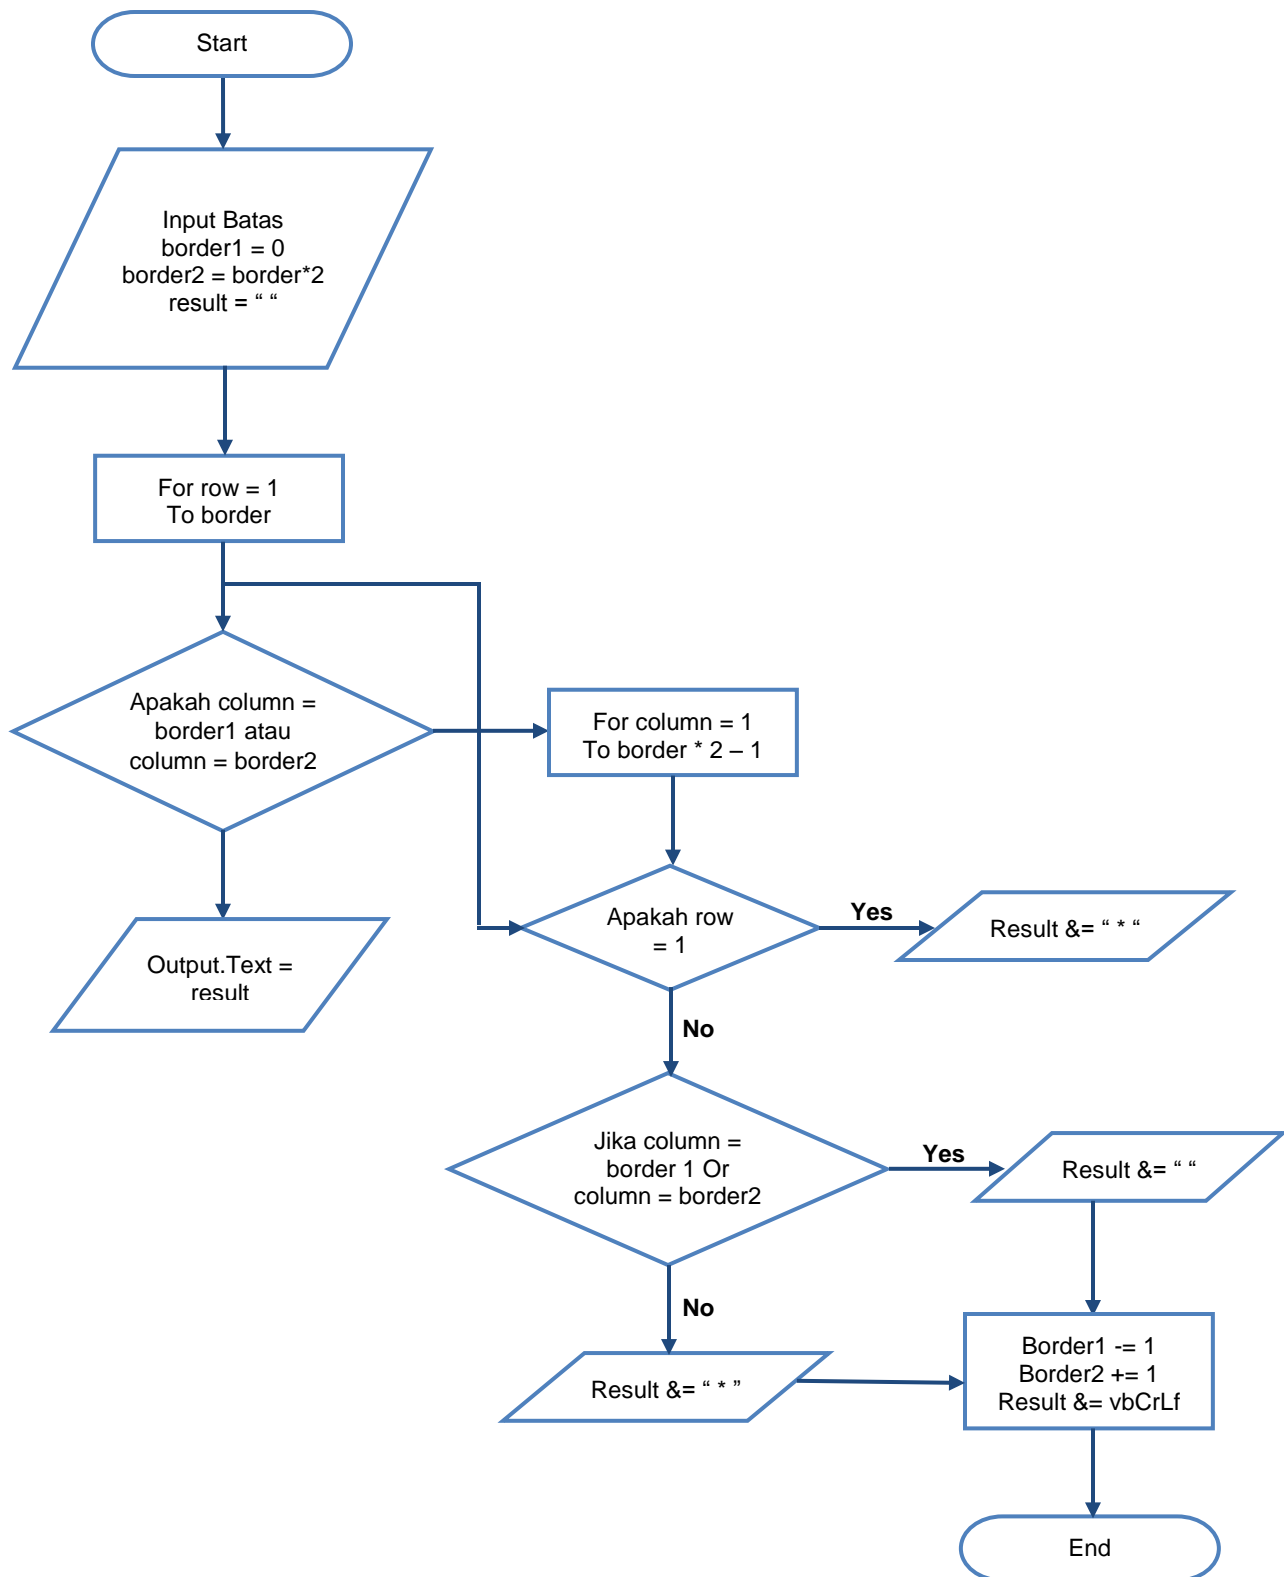 Start
Input Batas
border1 = 0
border2 = border*2
result = “ “
For row = 1
To border
Apakah column =
border1 atau
column = border2
For column = 1
To border * 2 – 1
Apakah row
= 1
Yes
Result &= “ * “
Output.Text =
result
No
Jika column =
border 1 Or
column = border2
Yes
Result &= “ “
No
Result &= “ * ”
Border1 -= 1
Border2 += 1
Result &= vbCrLf
End